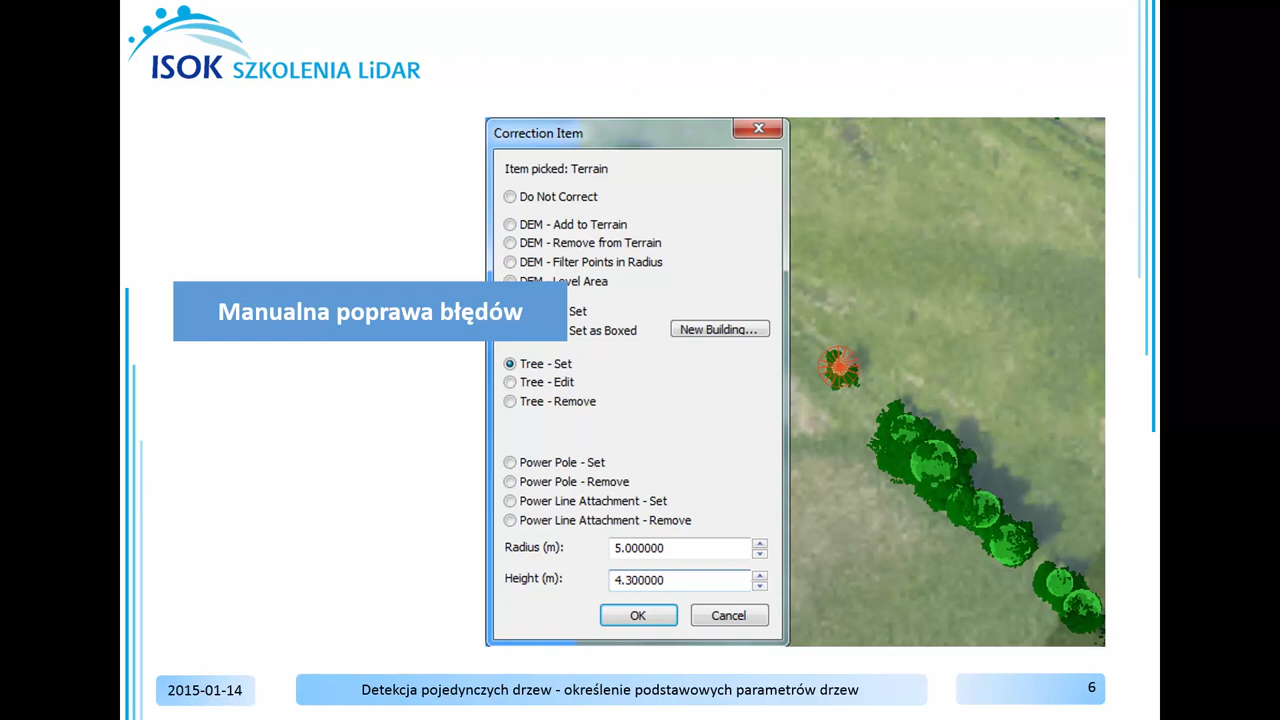 ISOK SZKOLENIA LiDAR
Correction Item
Item picked: Terrain
Do Not Correct
DEM - Add to Terrain
DEM - Remove from Terrain
DEM - Filter Points in Radius
DEM - Level Area
Manualna poprawa błędów
Set
Set as Boxed
New Building...
Tree - Set
Tree - Edit
Tree - Remove
Power Pole - Set
Power Pole - Remove
Power Line Attachment - Set
Power Line Attachment - Remove
Radius (m): 5.000000
Height (m): 4.300000
OK Cancel
2015-01-14
Detekcja pojedynczych drzew - określenie podstawowych parametrów drzew
6